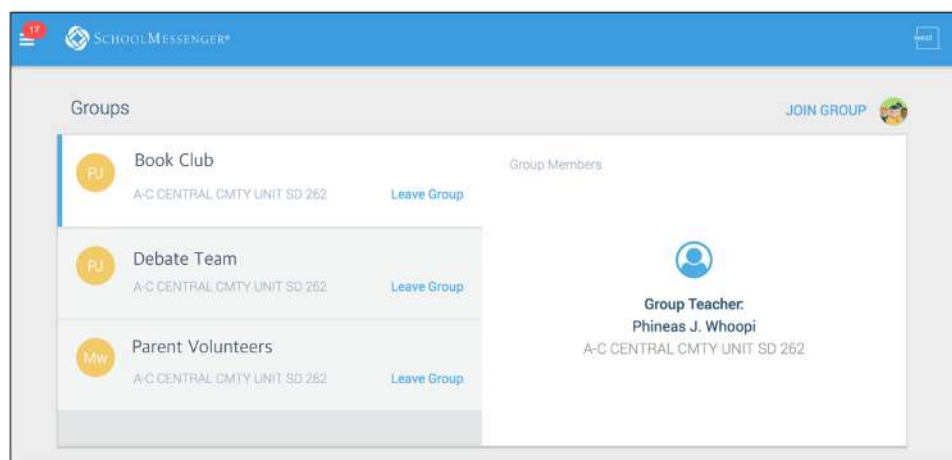 17
SCHOOLMESSENGER®
west
Groups
JOIN GROUP
PJ
Book Club
A-C CENTRAL CMTY UNIT SD 262
Leave Group
PJ
Debate Team
A-C CENTRAL CMTY UNIT SD 262
Leave Group
Mw
Parent Volunteers
A-C CENTRAL CMTY UNIT SD 262
Leave Group
Group Members
Group Teacher:
Phineas J. Whoopi
A-C CENTRAL CMTY UNIT SD 262